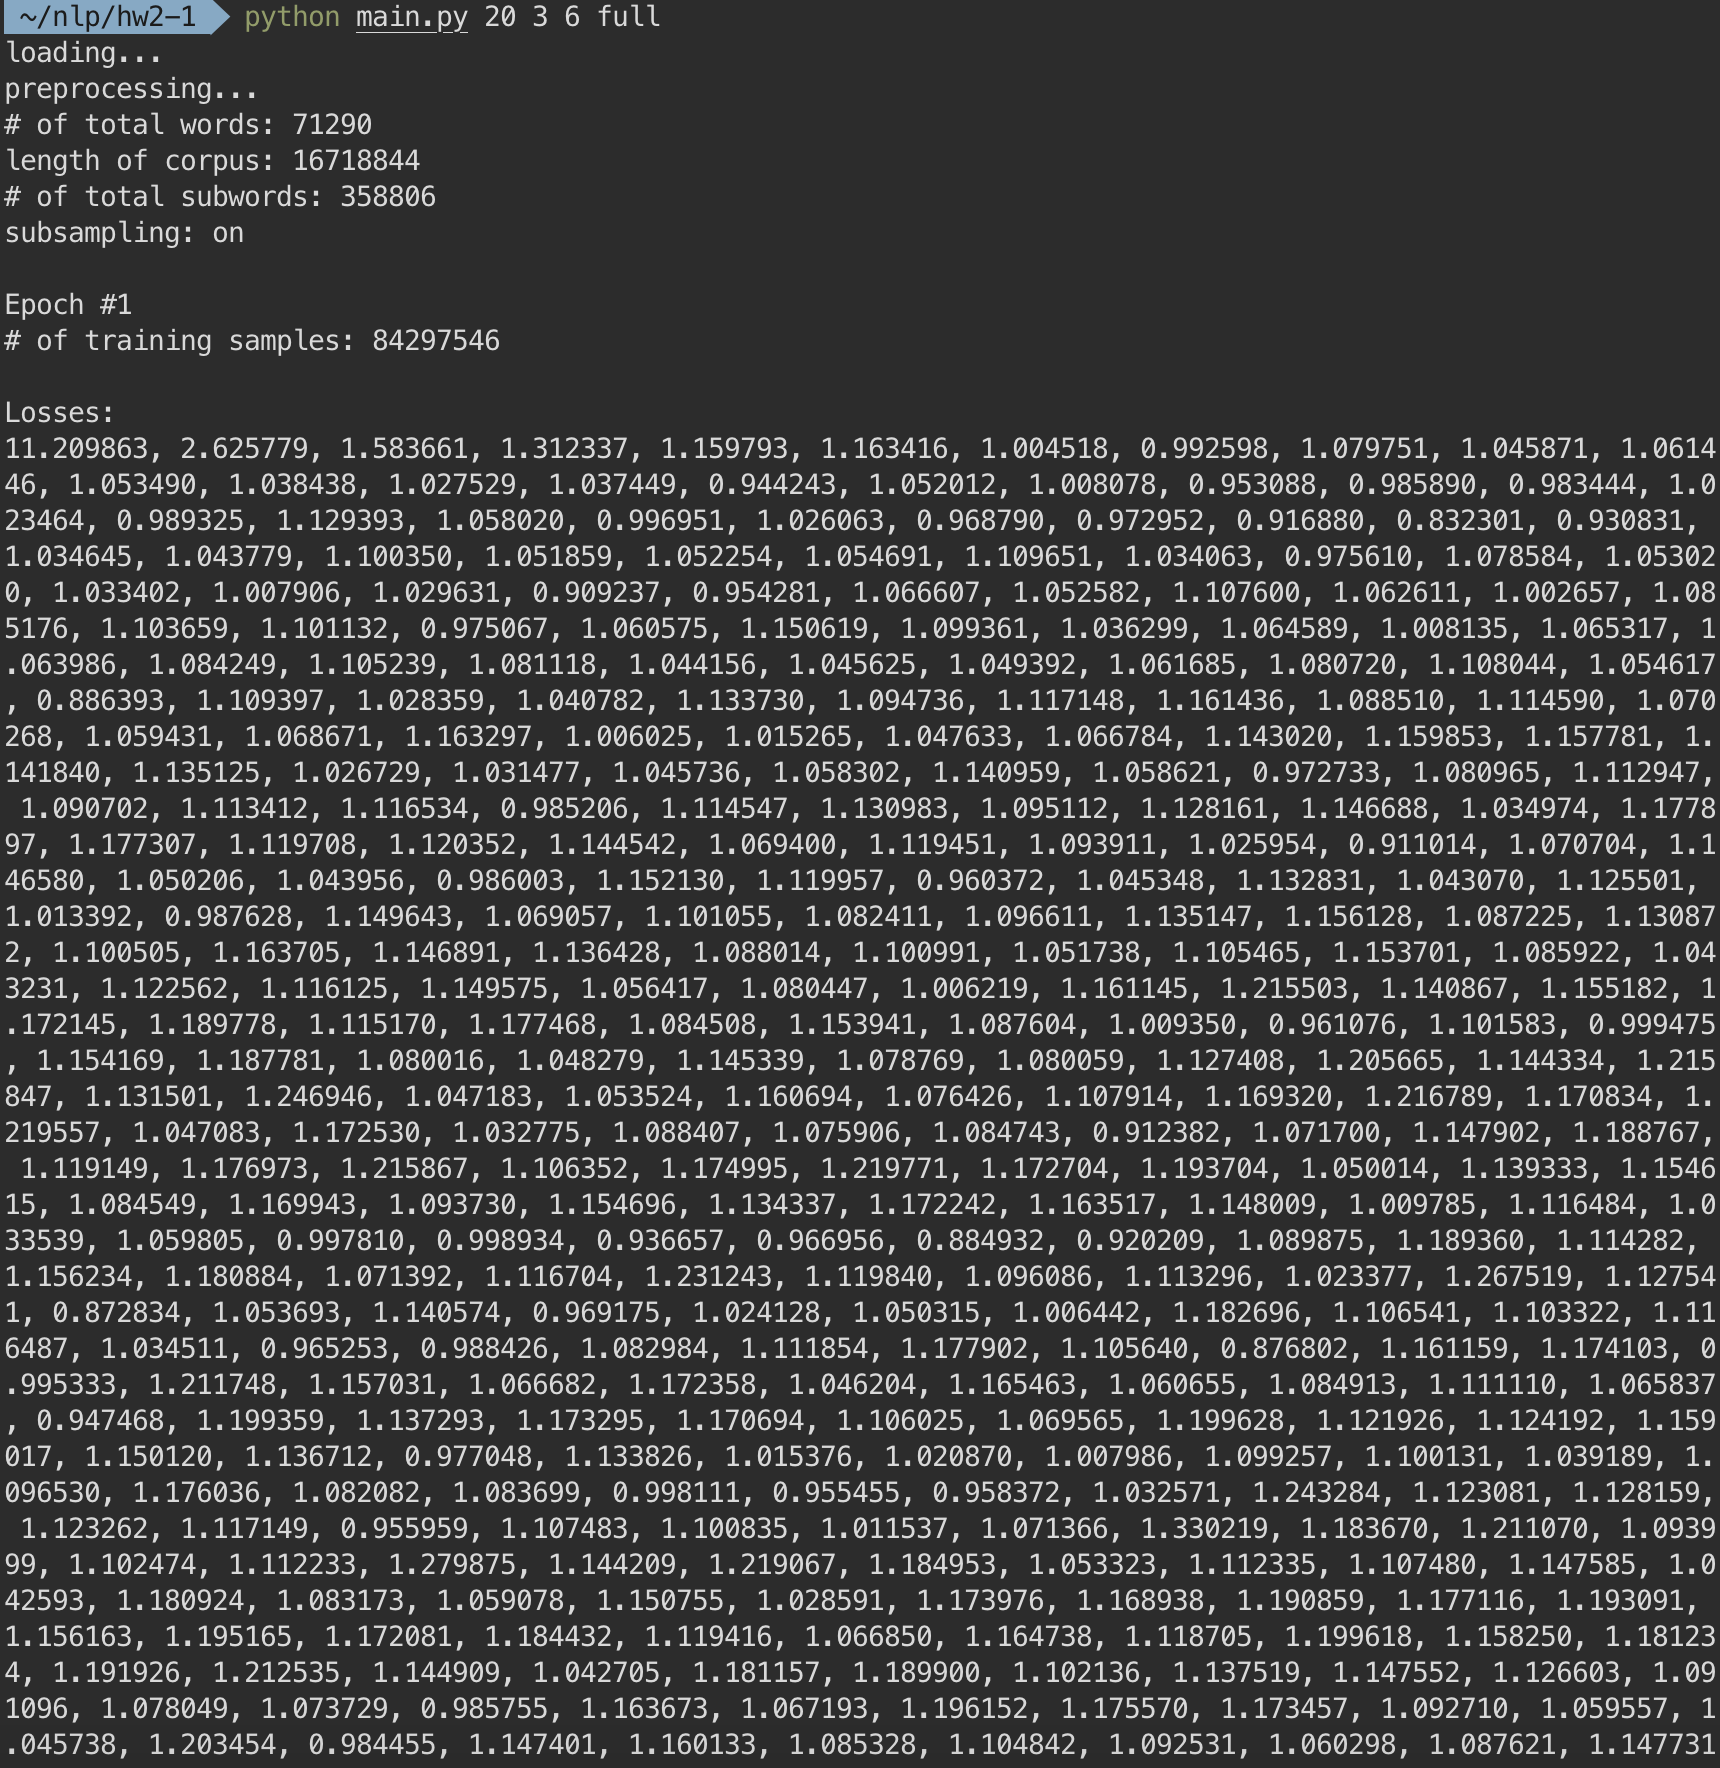 ~/nlp/hw2-1 python main.py 20 3 6 full
loading...
preprocessing...
# of total words: 71290
length of corpus: 16718844
# of total subwords: 358806
subsampling: on
Epoch #1
# of training samples: 84297546
Losses:
11.209863, 2.625779, 1.583661, 1.312337, 1.159793, 1.163416, 1.004518, 0.992598, 1.079751, 1.045871, 1.0614
46, 1.053490, 1.038438, 1.027529, 1.037449, 0.944243, 1.052012, 1.008078, 0.953088, 0.985890, 0.983444, 1.0
23464, 0.989325, 1.129393, 1.058020, 0.996951, 1.026063, 0.968790, 0.972952, 0.916880, 0.832301, 0.930831,
1.034645, 1.043779, 1.100350, 1.051859, 1.052254, 1.054691, 1.109651, 1.034063, 0.975610, 1.078584, 1.05302
0, 1.033402, 1.007906, 1.029631, 0.909237, 0.954281, 1.066607, 1.052582, 1.107600, 1.062611, 1.002657, 1.08
5176, 1.103659, 1.101132, 0.975067, 1.060575, 1.150619, 1.099361, 1.036299, 1.064589, 1.008135, 1.065317, 1
.063986, 1.084249, 1.105239, 1.081118, 1.044156, 1.045625, 1.049392, 1.061685, 1.080720, 1.108044, 1.054617
, 0.886393, 1.109397, 1.028359, 1.040782, 1.133730, 1.094736, 1.117148, 1.161436, 1.088510, 1.114590, 1.070
268, 1.059431, 1.068671, 1.163297, 1.006025, 1.015265, 1.047633, 1.066784, 1.143020, 1.159853, 1.157781, 1.
141840, 1.135125, 1.026729, 1.031477, 1.045736, 1.058302, 1.140959, 1.058621, 0.972733, 1.080965, 1.112947,
1.090702, 1.113412, 1.116534, 0.985206, 1.114547, 1.130983, 1.095112, 1.128161, 1.146688, 1.034974, 1.1778
97, 1.177307, 1.119708, 1.120352, 1.144542, 1.069400, 1.119451, 1.093911, 1.025954, 0.911014, 1.070704, 1.1
46580, 1.050206, 1.043956, 0.986003, 1.152130, 1.119957, 0.960372, 1.045348, 1.132831, 1.043070, 1.125501,
1.013392, 0.987628, 1.149643, 1.069057, 1.101055, 1.082411, 1.096611, 1.135147, 1.156128, 1.087225, 1.13087
2, 1.100505, 1.163705, 1.146891, 1.136428, 1.088014, 1.100991, 1.051738, 1.105465, 1.153701, 1.085922, 1.04
3231, 1.122562, 1.116125, 1.149575, 1.056417, 1.080447, 1.006219, 1.161145, 1.215503, 1.140867, 1.155182, 1
.172145, 1.189778, 1.115170, 1.177468, 1.084508, 1.153941, 1.087604, 1.009350, 0.961076, 1.101583, 0.999475
, 1.154169, 1.187781, 1.080016, 1.048279, 1.145339, 1.078769, 1.080059, 1.127408, 1.205665, 1.144334, 1.215
847, 1.131501, 1.246946, 1.047183, 1.053524, 1.160694, 1.076426, 1.107914, 1.169320, 1.216789, 1.170834, 1.
219557, 1.047083, 1.172530, 1.032775, 1.088407, 1.075906, 1.084743, 0.912382, 1.071700, 1.147902, 1.188767,
1.119149, 1.176973, 1.215867, 1.106352, 1.174995, 1.219771, 1.172704, 1.193704, 1.050014, 1.139333, 1.1546
15, 1.084549, 1.169943, 1.093730, 1.154696, 1.134337, 1.172242, 1.163517, 1.148009, 1.009785, 1.116484, 1.0
33539, 1.059805, 0.997810, 0.998934, 0.936657, 0.966956, 0.884932, 0.920209, 1.089875, 1.189360, 1.114282,
1.156234, 1.180884, 1.071392, 1.116704, 1.231243, 1.119840, 1.096086, 1.113296, 1.023377, 1.267519, 1.12754
1, 0.872834, 1.053693, 1.140574, 0.969175, 1.024128, 1.050315, 1.006442, 1.182696, 1.106541, 1.103322, 1.11
6487, 1.034511, 0.965253, 0.988426, 1.082984, 1.111854, 1.177902, 1.105640, 0.876802, 1.161159, 1.174103, 0
.995333, 1.211748, 1.157031, 1.066682, 1.172358, 1.046204, 1.165463, 1.060655, 1.084913, 1.111110, 1.065837
, 0.947468, 1.199359, 1.137293, 1.173295, 1.170694, 1.106025, 1.069565, 1.199628, 1.121926, 1.124192, 1.159
017, 1.150120, 1.136712, 0.977048, 1.133826, 1.015376, 1.020870, 1.007986, 1.099257, 1.100131, 1.039189, 1.
096530, 1.176036, 1.082082, 1.083699, 0.998111, 0.955455, 0.958372, 1.032571, 1.243284, 1.123081, 1.128159,
1.123262, 1.117149, 0.955959, 1.107483, 1.100835, 1.011537, 1.071366, 1.330219, 1.183670, 1.211070, 1.0939
99, 1.102474, 1.112233, 1.279875, 1.144209, 1.219067, 1.184953, 1.053323, 1.112335, 1.107480, 1.147585, 1.0
42593, 1.180924, 1.083173, 1.059078, 1.150755, 1.028591, 1.173976, 1.168938, 1.190859, 1.177116, 1.193091,
1.156163, 1.195165, 1.172081, 1.184432, 1.119416, 1.066850, 1.164738, 1.118705, 1.199618, 1.158250, 1.18123
4, 1.191926, 1.212535, 1.144909, 1.042705, 1.181157, 1.189900, 1.102136, 1.137519, 1.147552, 1.126603, 1.09
1096, 1.078049, 1.073729, 0.985755, 1.163673, 1.067193, 1.196152, 1.175570, 1.173457, 1.092710, 1.059557, 1
.045738, 1.203454, 0.984455, 1.147401, 1.160133, 1.085328, 1.104842, 1.092531, 1.060298, 1.087621, 1.147731